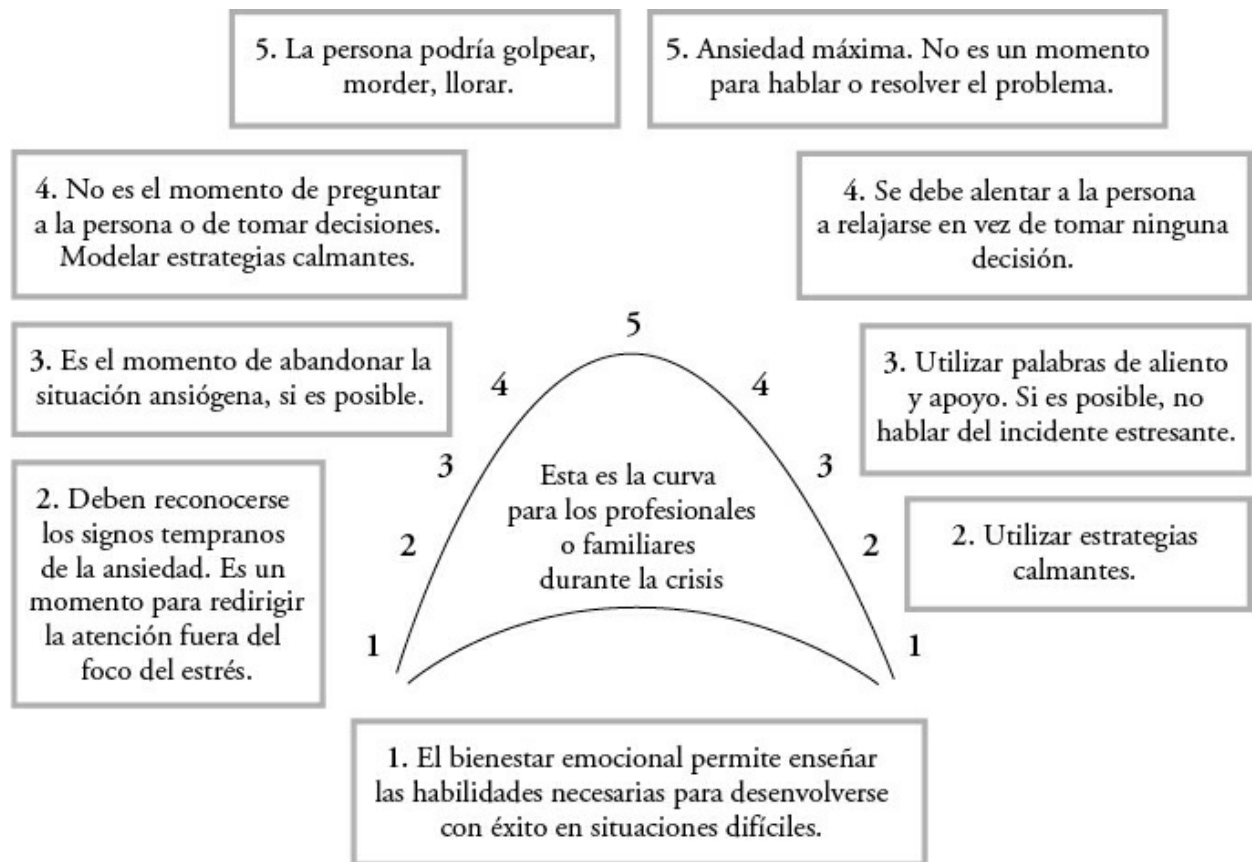 5. La persona podría golpear,
morder, llorar.
5. Ansiedad máxima. No es un momento
para hablar o resolver el problema.
4. No es el momento de preguntar
a la persona o de tomar decisiones.
Modelar estrategias calmantes.
4. Se debe alentar a la persona
a relajarse en vez de tomar ninguna
decisión.
3. Es el momento de abandonar la
situación ansiógena, si es posible.
3. Utilizar palabras de aliento
y apoyo. Si es posible, no
hablar del incidente estresante.
2. Deben reconocerse
los signos tempranos
de la ansiedad. Es un
momento para redirigir
la atención fuera del
foco del estrés.
2. Utilizar estrategias
calmantes.
5
4
4
3
3
2
2
1
1
Esta es la curva
para los profesionales
o familiares
durante la crisis
1. El bienestar emocional permite enseñar
las habilidades necesarias para desenvolverse
con éxito en situaciones difíciles.